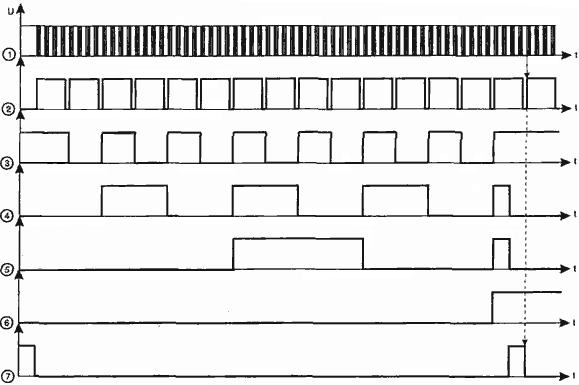 U
① t
② t
③ t
④ t
⑤ t
⑥ t
⑦ t